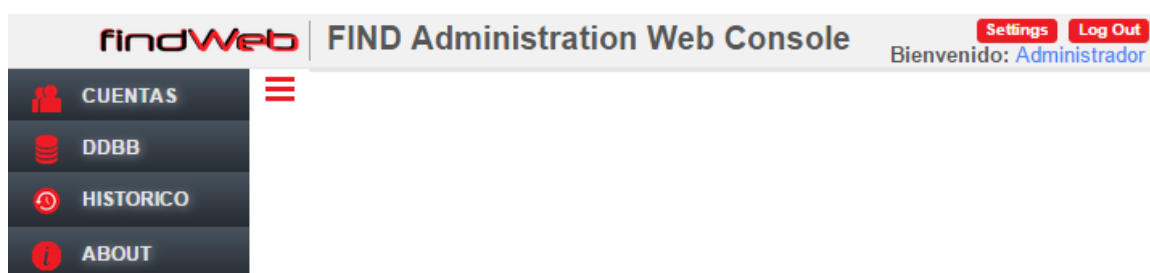 findWeb FIND Administration Web Console Settings Log Out
Bienvenido: Administrador
CUENTAS
DDBB
HISTORICO
ABOUT